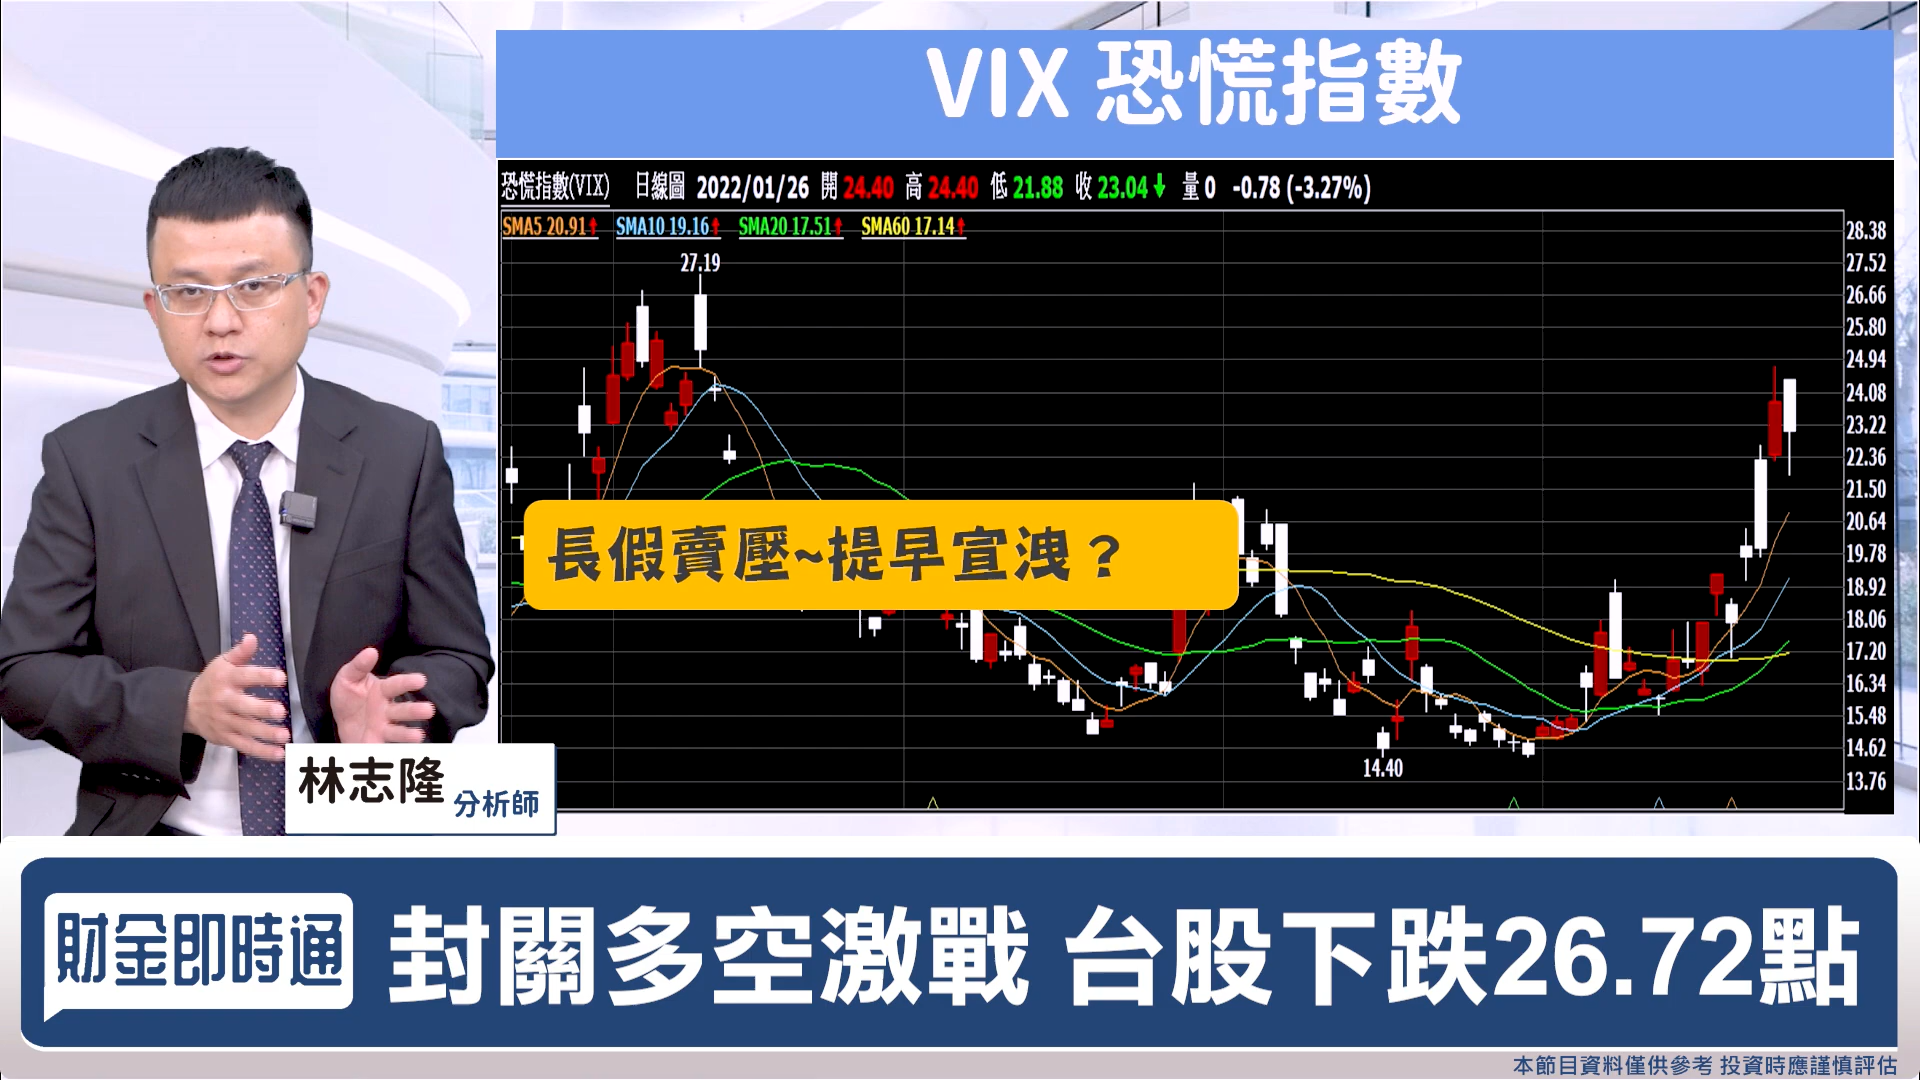 VIX 恐慌指數
恐慌指數(VIX) 日線圖 2022/01/26 開 24.40 高 24.40 低 21.88 收 23.04↓ 量 0 -0.78 (-3.27%)
SMA5 20.91↑ SMA10 19.16↑ SMA20 17.51↑ SMA60 17.14↑
28.38
27.19
27.52
26.66
25.80
24.94
24.08
23.22
22.36
21.50
20.64
19.78
18.92
18.06
17.20
16.34
15.48
14.62
13.76
14.40
長假賣壓~提早宣洩？
林志隆 分析師
財金即時通
封關多空激戰 台股下跌26.72點
本節目資料僅供參考 投資時應謹慎評估